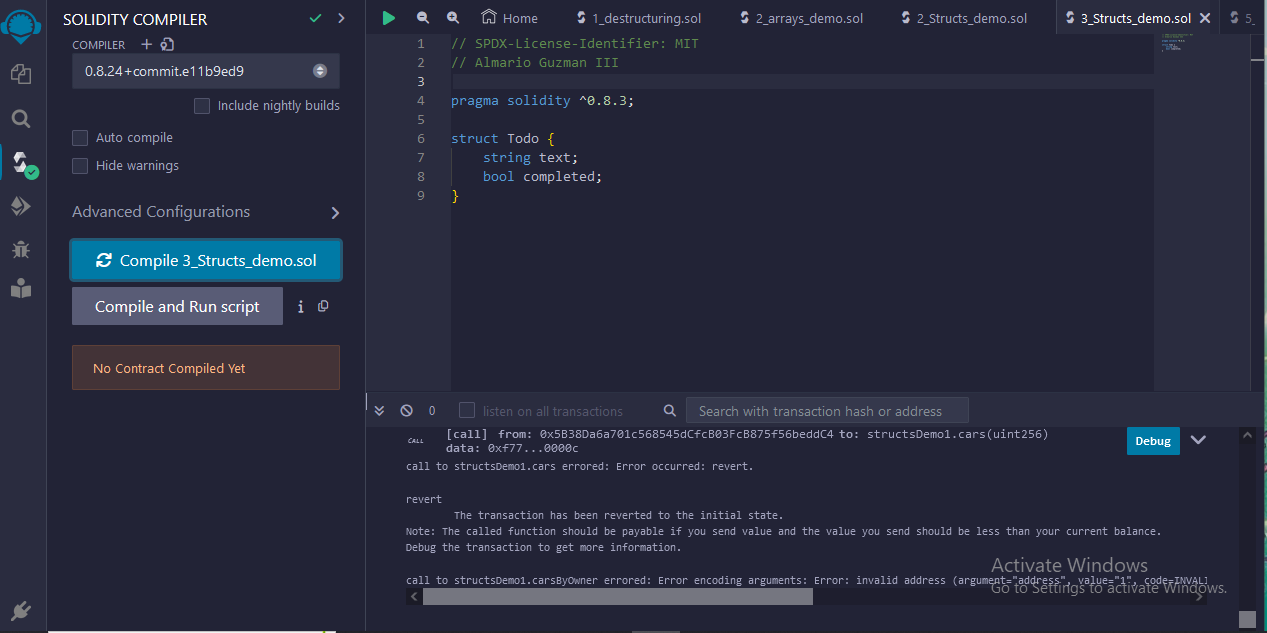 SOLIDITY COMPILER
COMPILER
0.8.24+commit.e11b9ed9
Include nightly builds
Auto compile
Hide warnings
Advanced Configurations
Compile 3_Structs_demo.sol
Compile and Run script
No Contract Compiled Yet
Home 1_destructuring.sol 2_arrays_demo.sol 2_Structs_demo.sol 3_Structs_demo.sol 5_
1 // SPDX-License-Identifier: MIT
2 // Almario Guzman III
3
4 pragma solidity ^0.8.3;
5
6 struct Todo {
7 string text;
8 bool completed;
9 }
0 listen on all transactions Search with transaction hash or address
CALL [call] from: 0x5B38Da6a701c568545dCfcB03FcB875f56beddC4 to: structsDemo1.cars(uint256)
data: 0xf77...0000c
Debug
call to structsDemo1.cars errored: Error occurred: revert.
revert
The transaction has been reverted to the initial state.
Note: The called function should be payable if you send value and the value you send should be less than your current balance.
Debug the transaction to get more information.
call to structsDemo1.carsByOwner errored: Error encoding arguments: Error: invalid address (argument="address", value="1", code=INVALI
Activate Windows
Go to Settings to activate Windows.